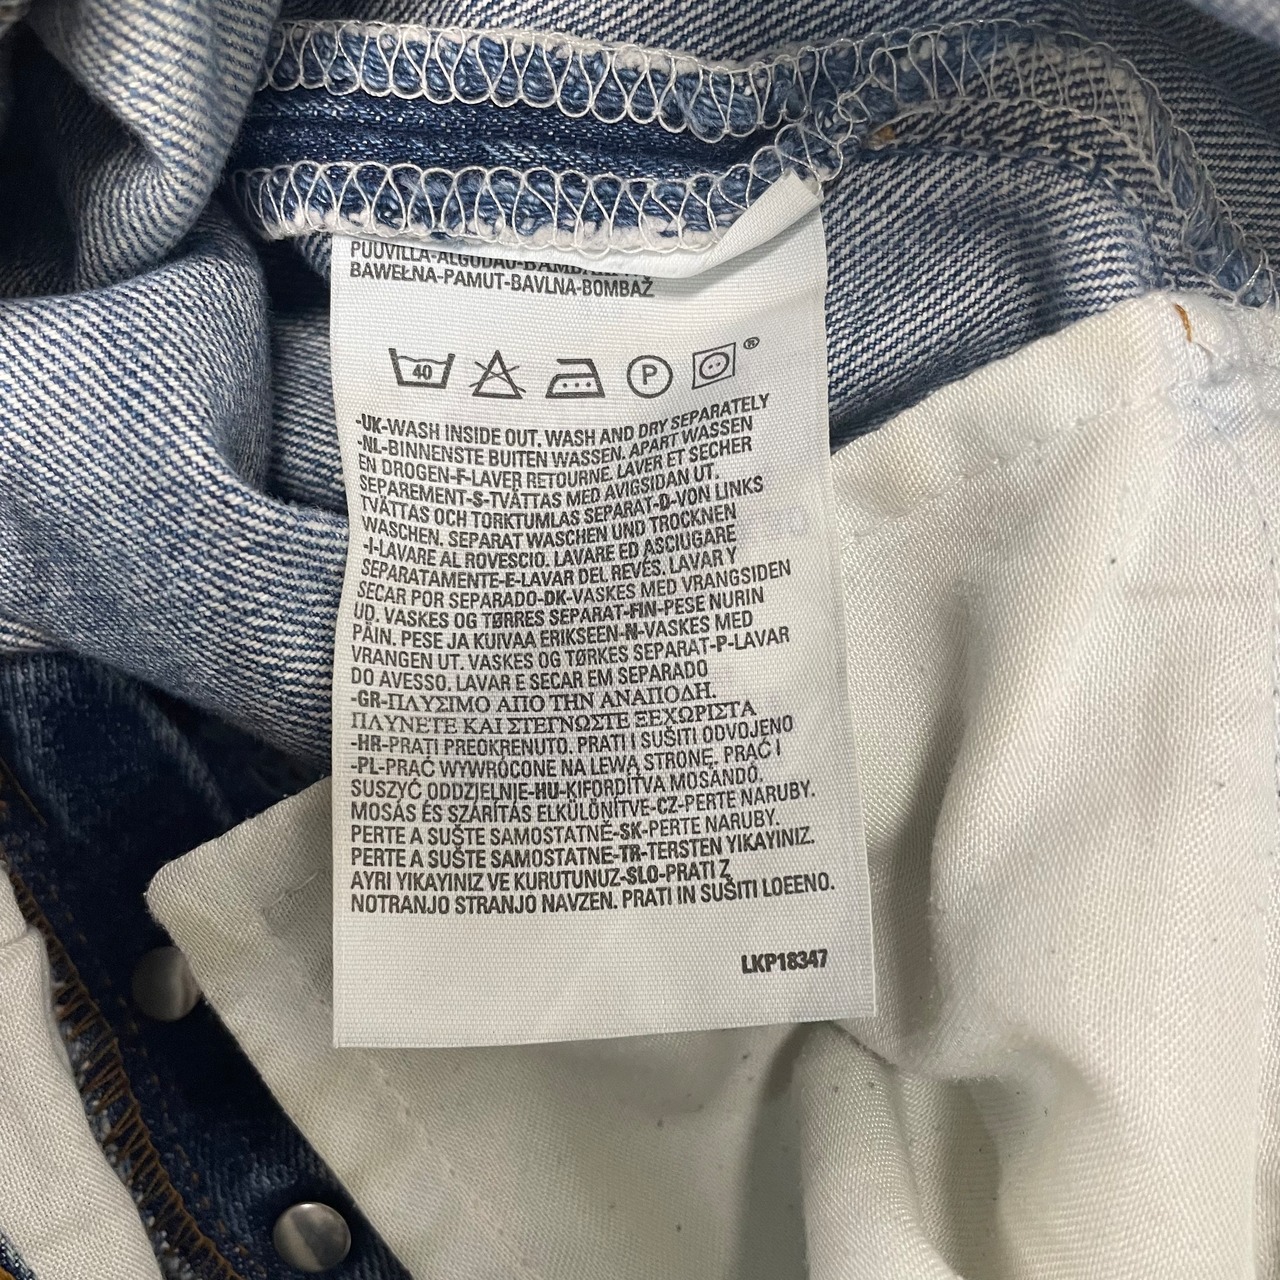 PUUVILLA-ALGODÃO-
BAWEŁNA-PAMUT-BAVLNA-BOMBAŽ
40
P
®
-UK-WASH INSIDE OUT. WASH AND DRY SEPARATELY
-NL-BINNENSTE BUITEN WASSEN. APART WASSEN
EN DROGEN-F-LAVER RETOURNE. LAVER ET SECHER
SEPAREMENT-S-TVÄTTAS MED AVIGSIDAN UT.
TVÄTTAS OCH TORKTUMLAS SEPARAT-D-VON LINKS
WASCHEN. SEPARAT WASCHEN UND TROCKNEN
-I-LAVARE AL ROVESCIO. LAVARE ED ASCIUGARE
SEPARATAMENTE-E-LAVAR DEL REVÉS. LAVAR Y
SECAR POR SEPARADO-DK-VASKES MED VRANGSIDEN
UD. VASKES OG TØRRES SEPARAT-FIN-PESE NURIN
PÄIN. PESE JA KUIVAA ERIKSEEN-N-VASKES MED
VRANGEN UT. VASKES OG TØRKES SEPARAT-P-LAVAR
DO AVESSO. LAVAR E SECAR EM SEPARADO
-GR-ΠΛΥΣΙΜΟ ΑΠΟ ΤΗΝ ΑΝΑΠΟΔΗ.
ΠΛΥΝΕΤΕ ΚΑΙ ΣΤΕΓΝΩΣΤΕ ΞΕΧΩΡΙΣΤΑ
-HR-PRATI PREOKRENUTO. PRATI I SUŠITI ODVOJENO
-PL-PRAĆ WYWRÓCONE NA LEWĄ STRONĘ. PRAĆ I
SUSZYĆ ODDZJELNJE-HU-KIFORDÍTVA MOSANDÓ.
MOSÁS ÉS SZÁRÍTÁS ELKÜLÖNÍTVE-CZ-PERTE NARUBY.
PERTE A SUŠTE SAMOSTATNĚ-SK-PERTE NARUBY.
PERTE A SUŠTE SAMOSTATNE-TR-TERSTEN YIKAYINIZ.
AYRI YIKAYINIZ VE KURUTUNUZ-SLO-PRATI Z
NOTRANJO STRANJO NAVZEN. PRATI IN SUŠITI LOEENO.
LKP18347